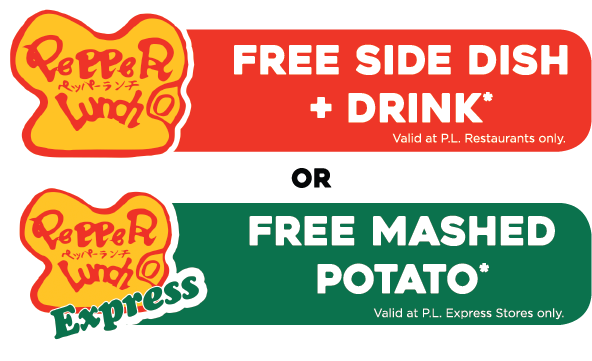 PePPeR
ペッパーランチ
Lunch
FREE SIDE DISH
+ DRINK*
Valid at P.L. Restaurants only.
OR
PePPeR
ペッパーランチ
Lunch
Express
FREE MASHED
POTATO*
Valid at P.L. Express Stores only.